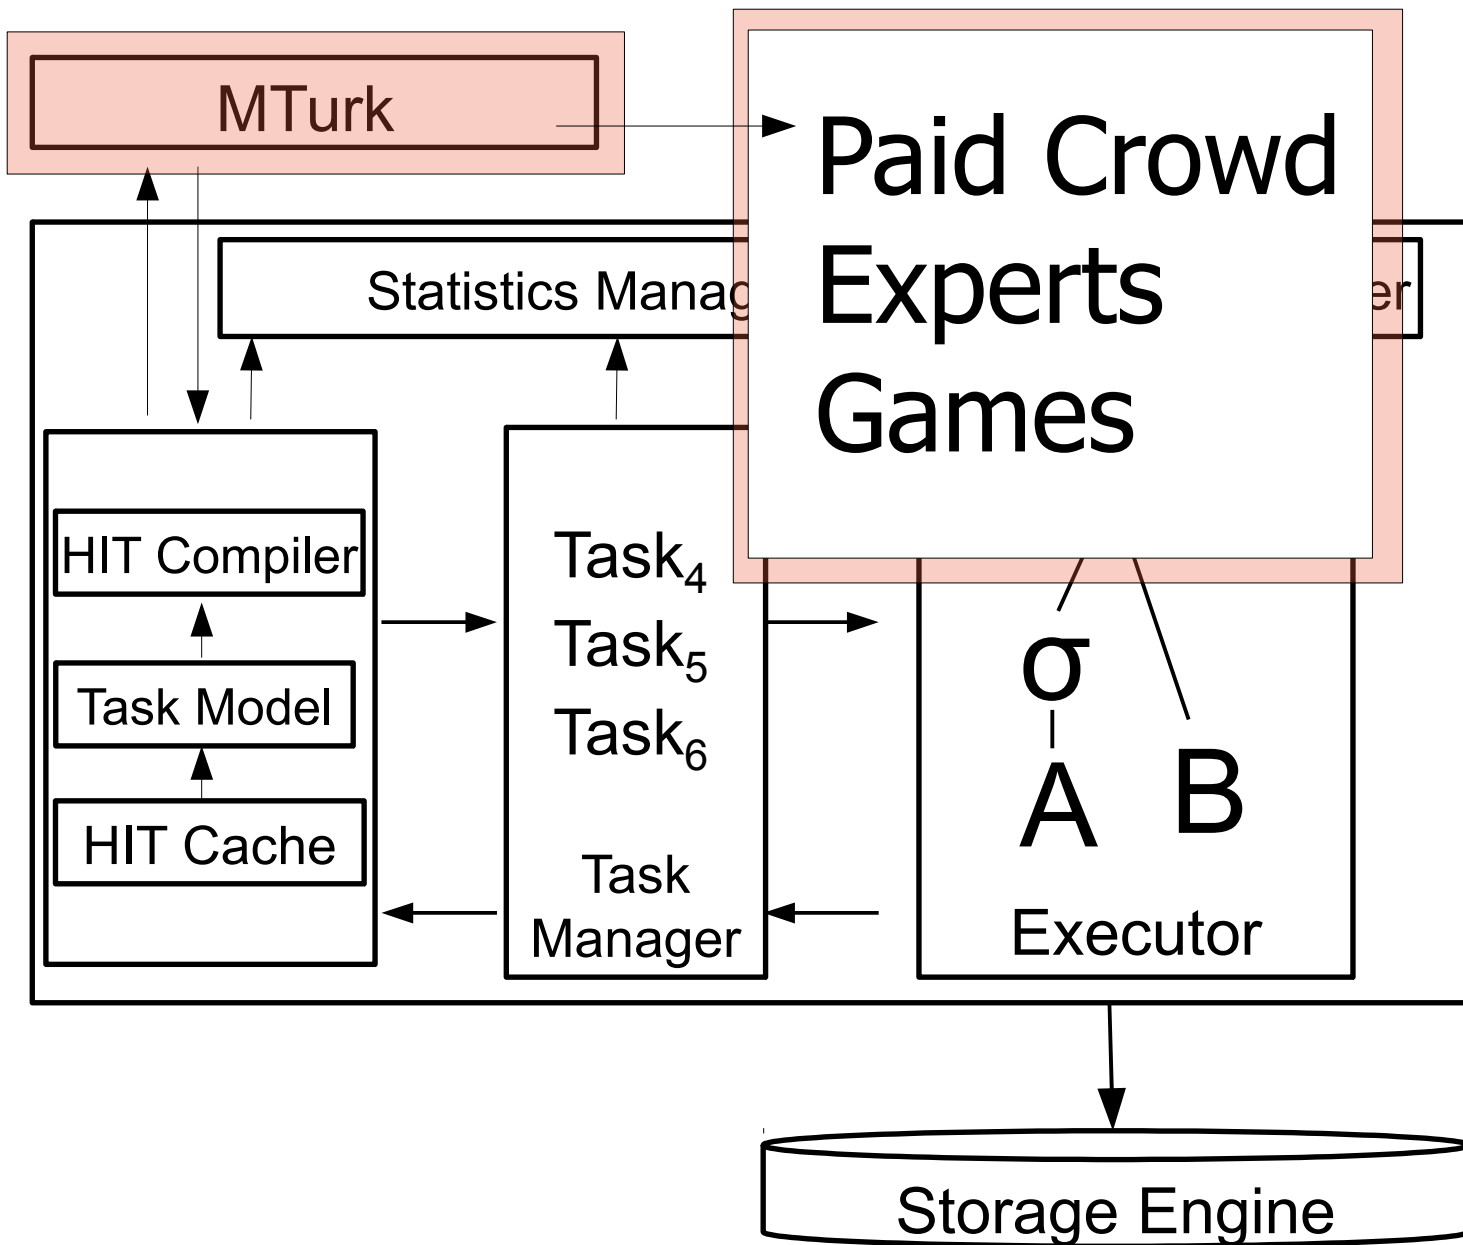 MTurk
Paid Crowd
Experts
Games
Statistics Manag
er
HIT Compiler
Task Model
HIT Cache
Task4
Task5
Task6
Task
Manager
σ
A
B
Executor
Storage Engine